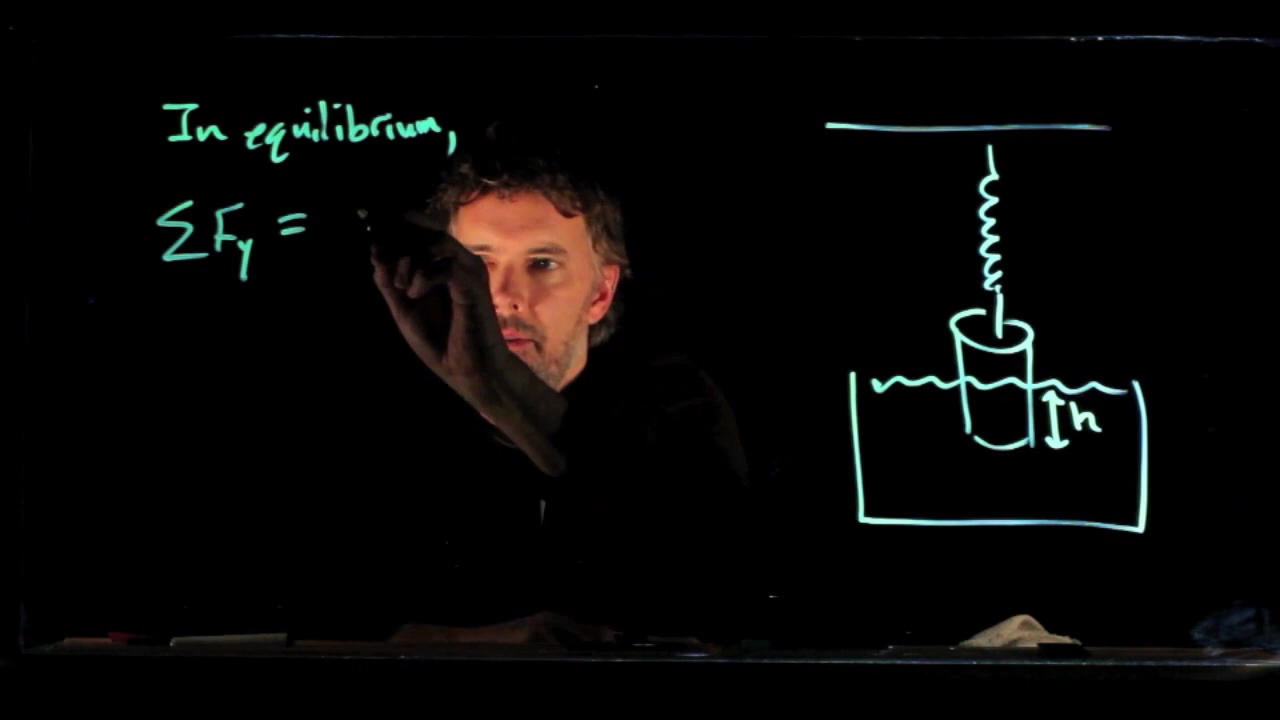 In equilibrium,
ΣFy =
h